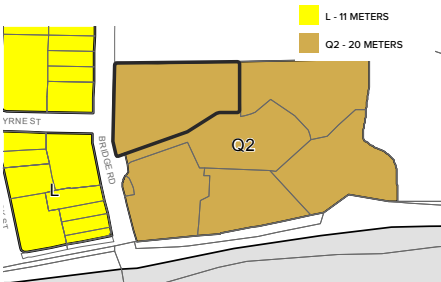 L - 11 METERS
Q2 - 20 METERS
YRNE ST
BRIDGE RD
Q2
L
ST